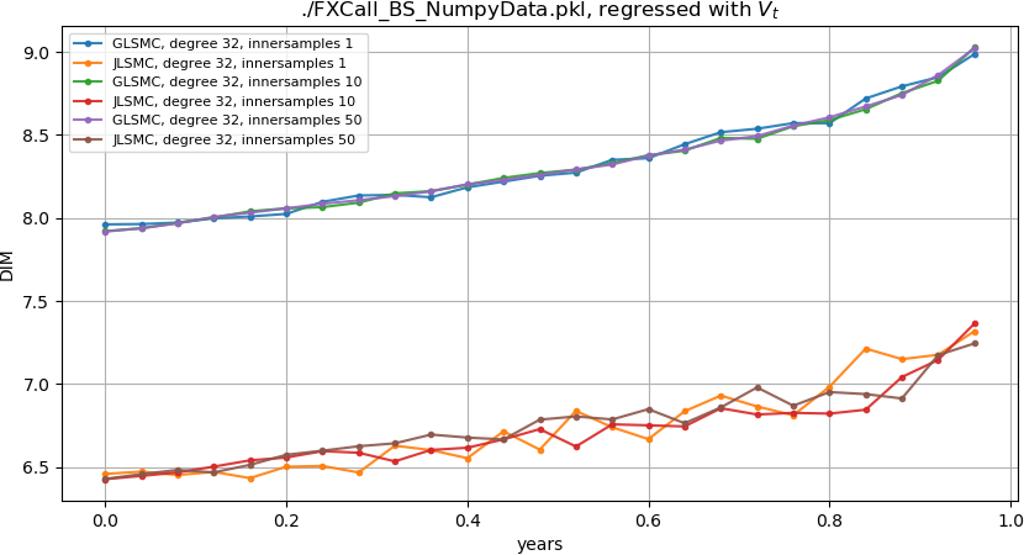 ./FXCall_BS_NumpyData.pkl, regressed with $V_t$
GLSMC, degree 32, innersamples 1
JLSMC, degree 32, innersamples 1
GLSMC, degree 32, innersamples 10
JLSMC, degree 32, innersamples 10
GLSMC, degree 32, innersamples 50
JLSMC, degree 32, innersamples 50
DIM
9.0
8.5
8.0
7.5
7.0
6.5
0.0 0.2 0.4 0.6 0.8 1.0
years